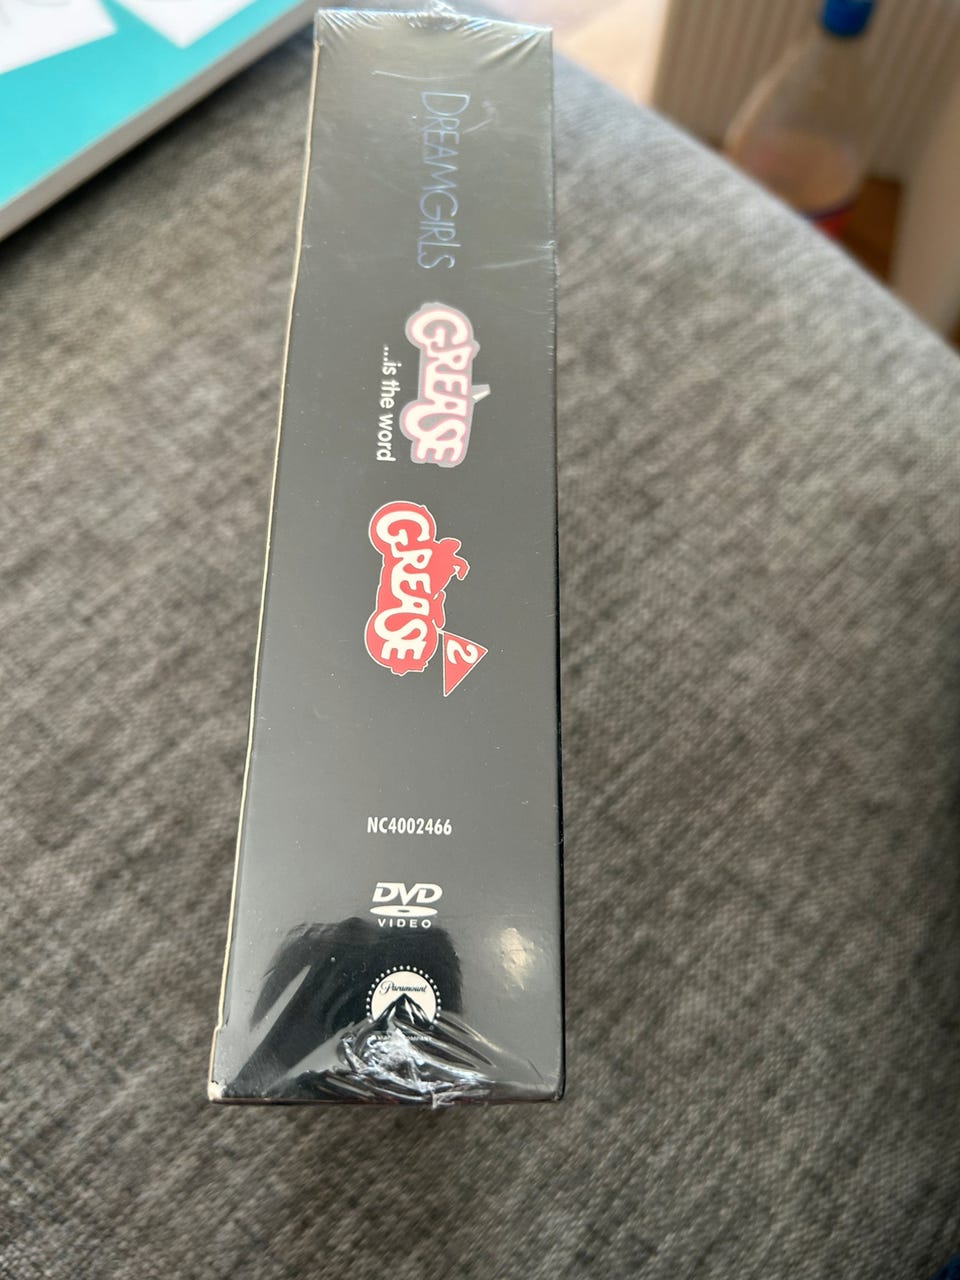 DREAMGIRLS
GREASE
...is the word
GREASE
2
NC4002466
DVD
VIDEO
Paramount